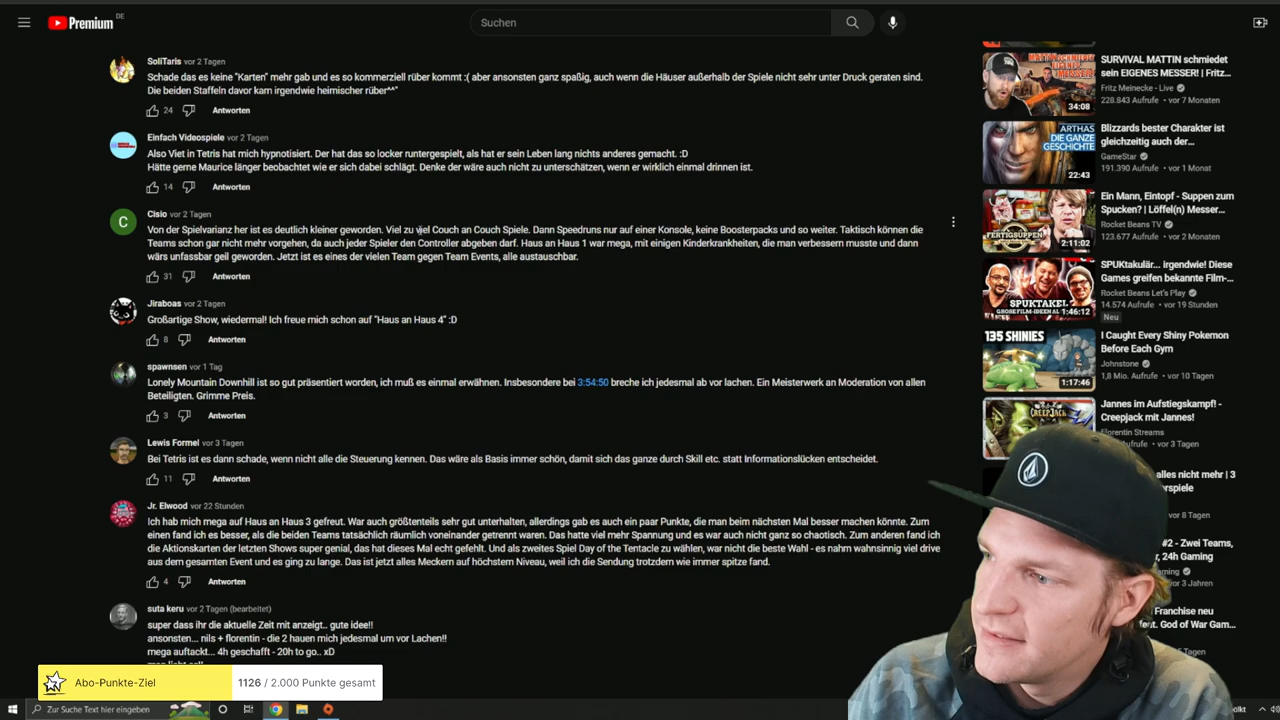 Premium DE
Suchen
SoliTaris vor 2 Tagen
Schade das es keine "Karten" mehr gab und es so kommerziell rüber kommt :( aber ansonsten ganz spaßig, auch wenn die Häuser außerhalb der Spiele nicht sehr unter Druck geraten sind.
Die beiden Staffeln davor kam irgendwie heimischer rüber^^"
24 Antworten
Einfach Videospiele vor 2 Tagen
Also Viet in Tetris hat mich hypnotisiert. Der hat das so locker runtergespielt, als hat er sein Leben lang nichts anderes gemacht. :D
Hätte gerne Maurice länger beobachtet wie er sich dabei schlägt. Denke der wäre auch nicht zu unterschätzen, wenn er wirklich einmal drinnen ist.
14 Antworten
C
Cisio vor 2 Tagen
Von der Spielvarianz her ist es deutlich kleiner geworden. Viel zu viel Couch an Couch Spiele. Dann Speedruns nur auf einer Konsole, keine Boosterpacks und so weiter. Taktisch können die
Teams schon gar nicht mehr vorgehen, da auch jeder Spieler den Controller abgeben darf. Haus an Haus 1 war mega, mit einigen Kinderkrankheiten, die man verbessern musste und dann
wärs unfassbar geil geworden. Jetzt ist es eines der vielen Team gegen Team Events, alle austauschbar.
31 Antworten
Jiraboas vor 2 Tagen
Großartige Show, wiedermal! Ich freue mich schon auf "Haus an Haus 4" :D
8 Antworten
spawnsen vor 1 Tag
Lonely Mountain Downhill ist so gut präsentiert worden, ich muß es einmal erwähnen. Insbesondere bei 3:54:50 breche ich jedesmal ab vor lachen. Ein Meisterwerk an Moderation von allen
Beteiligten. Grimme Preis.
3 Antworten
Lewis Formel vor 3 Tagen
Bei Tetris ist es dann schade, wenn nicht alle die Steuerung kennen. Das wäre als Basis immer schön, damit sich das ganze durch Skill etc. statt Informationslücken entscheidet.
11 Antworten
Jr. Elwood vor 22 Stunden
Ich hab mich mega auf Haus an Haus 3 gefreut. War auch größtenteils sehr gut unterhalten, allerdings gab es auch ein paar Punkte, die man beim nächsten Mal besser machen könnte. Zum
einen fand ich es besser, als die beiden Teams tatsächlich räumlich voneinander getrennt waren. Das hatte viel mehr Spannung und es war auch nicht ganz so chaotisch. Zum anderen fand ich
die Aktionskarten der letzten Shows super genial, das hat dieses Mal echt gefehlt. Und als zweites Spiel Day of the Tentacle zu wählen, war nicht die beste Wahl - es nahm wahnsinnig viel drive
aus dem gesamten Event und es ging zu lange. Das ist jetzt alles Meckern auf höchstem Niveau, weil ich die Sendung trotzdem wie immer spitze fand.
4 Antworten
suta keru vor 2 Tagen (bearbeitet)
super dass ihr die aktuelle Zeit mit anzeigt.. gute idee!!
ansonsten... nils + florentin - die 2 hauen mich jedesmal um vor Lachen!!
mega auftackt... 4h geschafft - 20h to go.. xD
Abo-Punkte-Ziel
1126 / 2.000 Punkte gesamt
Zur Suche Text hier eingeben
SURVIVAL MATTIN schmiedet
sein EIGENES MESSER! | Fritz...
Fritz Meinecke - Live
228.843 Aufrufe • vor 7 Monaten
34:08
ARTHAS
DIE GANZE
GESCHICHTE
22:43
Blizzards bester Charakter ist
gleichzeitig auch der...
GameStar
191.390 Aufrufe • vor 1 Monat
FERTIGSUPPEN
2:11:02
Ein Mann, Eintopf - Suppen zum
Spucken? | Löffel(n) Messer...
Rocket Beans TV
123.677 Aufrufe • vor 2 Monaten
SPUKTAKEL
GROSE FILM-IDEEN AL
1:46:12
SPUKtakulär... irgendwie! Diese
Games greifen bekannte Film-...
Rocket Beans Let's Play
14.574 Aufrufe • vor 19 Stunden
Neu
135 SHINIES
1:17:46
I Caught Every Shiny Pokemon
Before Each Gym
Johnstone
1,8 Mio. Aufrufe • vor 10 Tagen
CREEPJACK
Jannes im Aufstiegskampf! -
Creepjack mit Jannes!
Florentin Streams
Aufrufe • vor 3 Tagen
alles nicht mehr | 3
rspiele
vor 8 Tagen
#2 - Zwei Teams,
24h Gaming
vor 3 Jahren
Franchise neu
God of War Gam...
Tagen